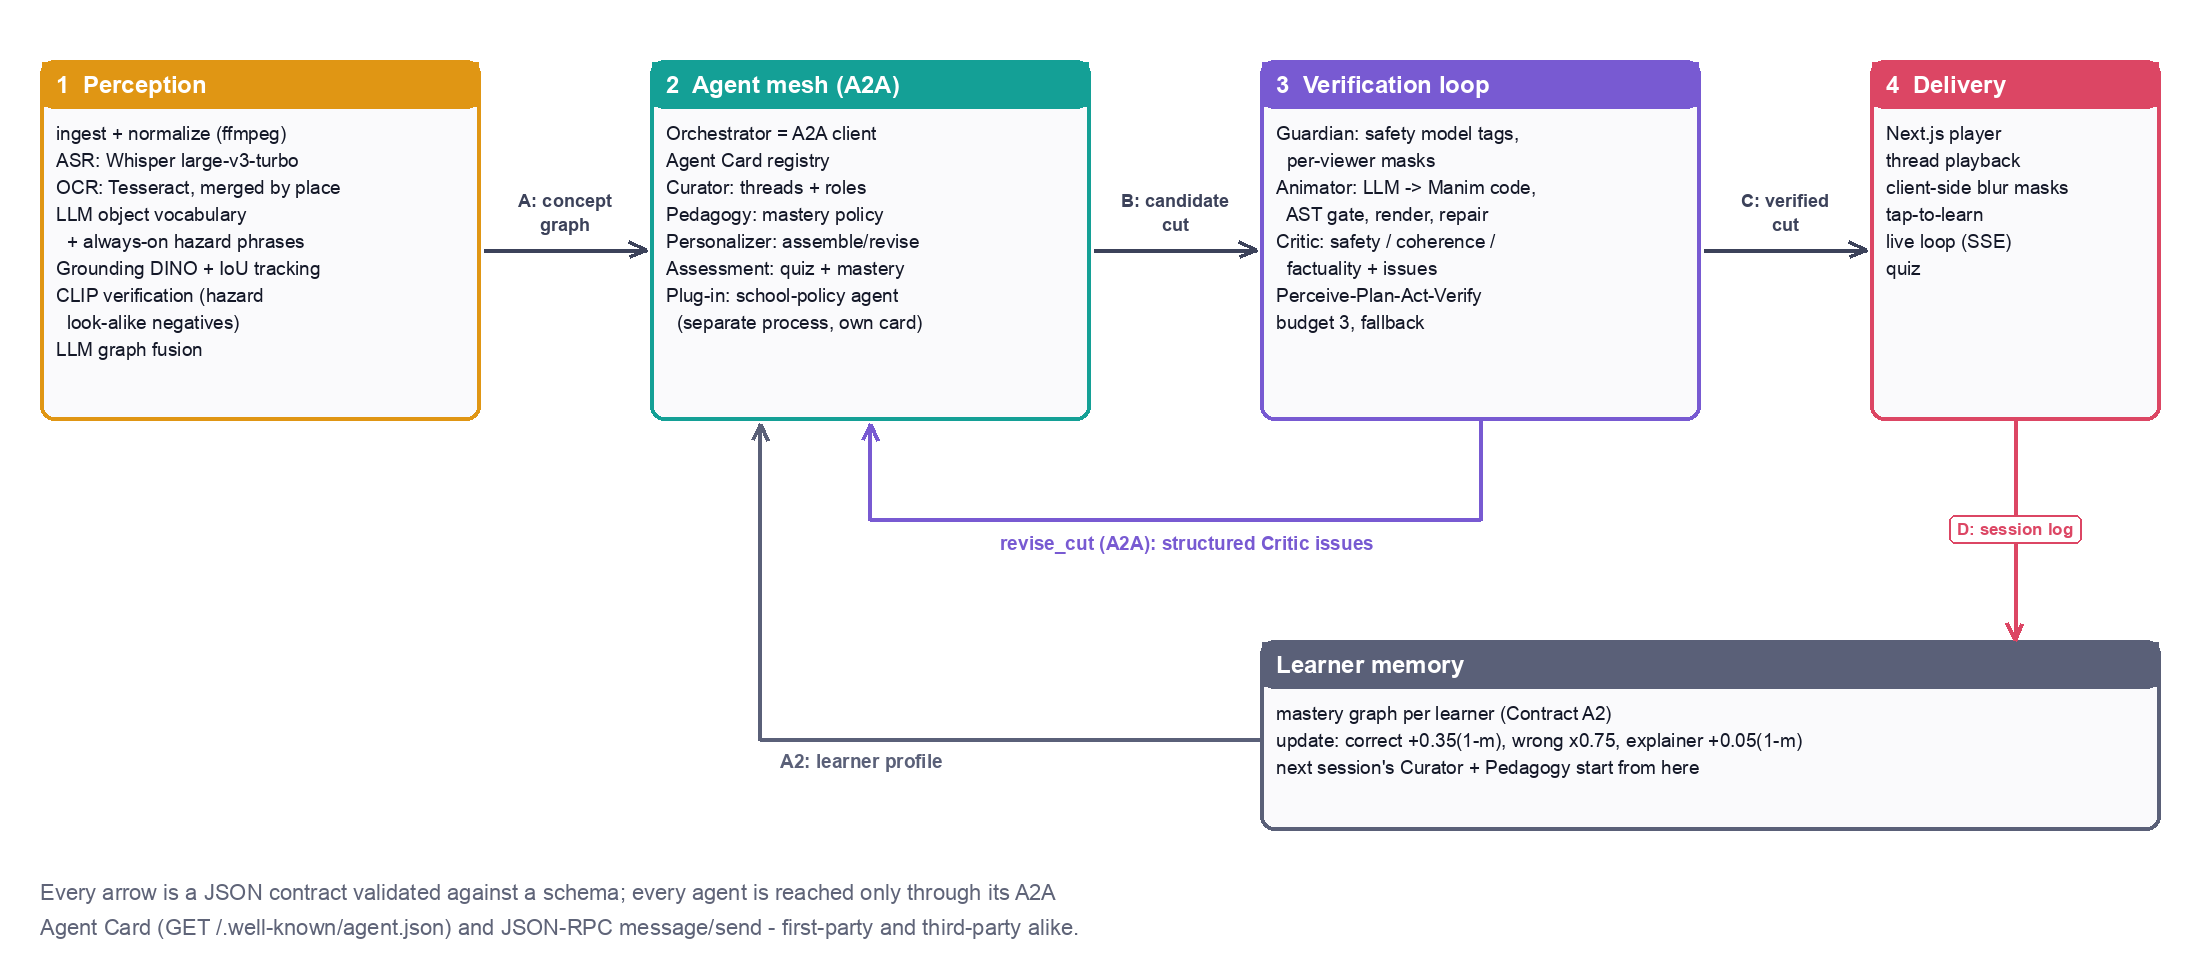 1 Perception
ingest + normalize (ffmpeg)
ASR: Whisper large-v3-turbo
OCR: Tesseract, merged by place
LLM object vocabulary
+ always-on hazard phrases
Grounding DINO + IoU tracking
CLIP verification (hazard
look-alike negatives)
LLM graph fusion
A: concept
graph
2 Agent mesh (A2A)
Orchestrator = A2A client
Agent Card registry
Curator: threads + roles
Pedagogy: mastery policy
Personalizer: assemble/revise
Assessment: quiz + mastery
Plug-in: school-policy agent
(separate process, own card)
B: candidate
cut
3 Verification loop
Guardian: safety model tags,
per-viewer masks
Animator: LLM -> Manim code,
AST gate, render, repair
Critic: safety / coherence /
factuality + issues
Perceive-Plan-Act-Verify
budget 3, fallback
C: verified
cut
4 Delivery
Next.js player
thread playback
client-side blur masks
tap-to-learn
live loop (SSE)
quiz
revise_cut (A2A): structured Critic issues
D: session log
Learner memory
mastery graph per learner (Contract A2)
update: correct +0.35(1-m), wrong x0.75, explainer +0.05(1-m)
next session's Curator + Pedagogy start from here
A2: learner profile
Every arrow is a JSON contract validated against a schema; every agent is reached only through its A2A
Agent Card (GET /.well-known/agent.json) and JSON-RPC message/send - first-party and third-party alike.